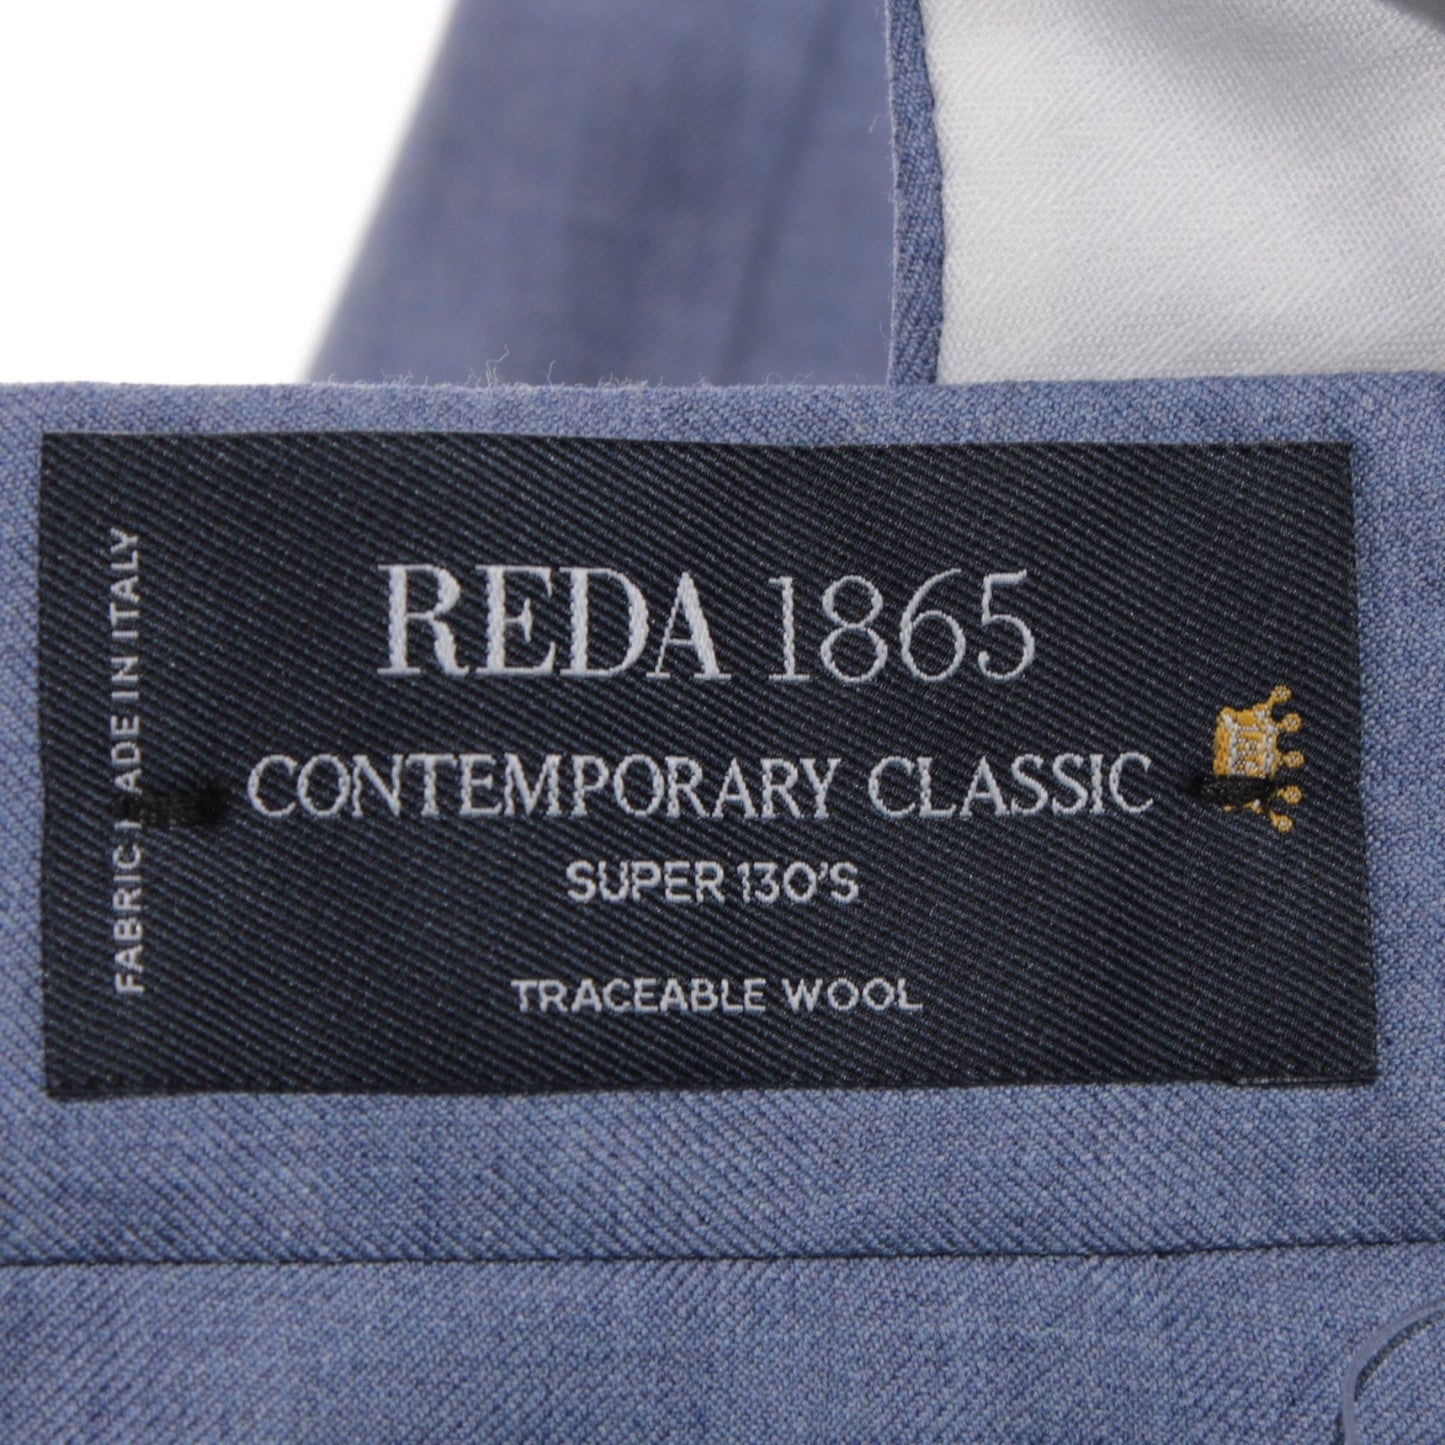 REDA 1865
CONTEMPORARY CLASSIC
SUPER 130'S
TRACEABLE WOOL
FABRIC MADE IN ITALY